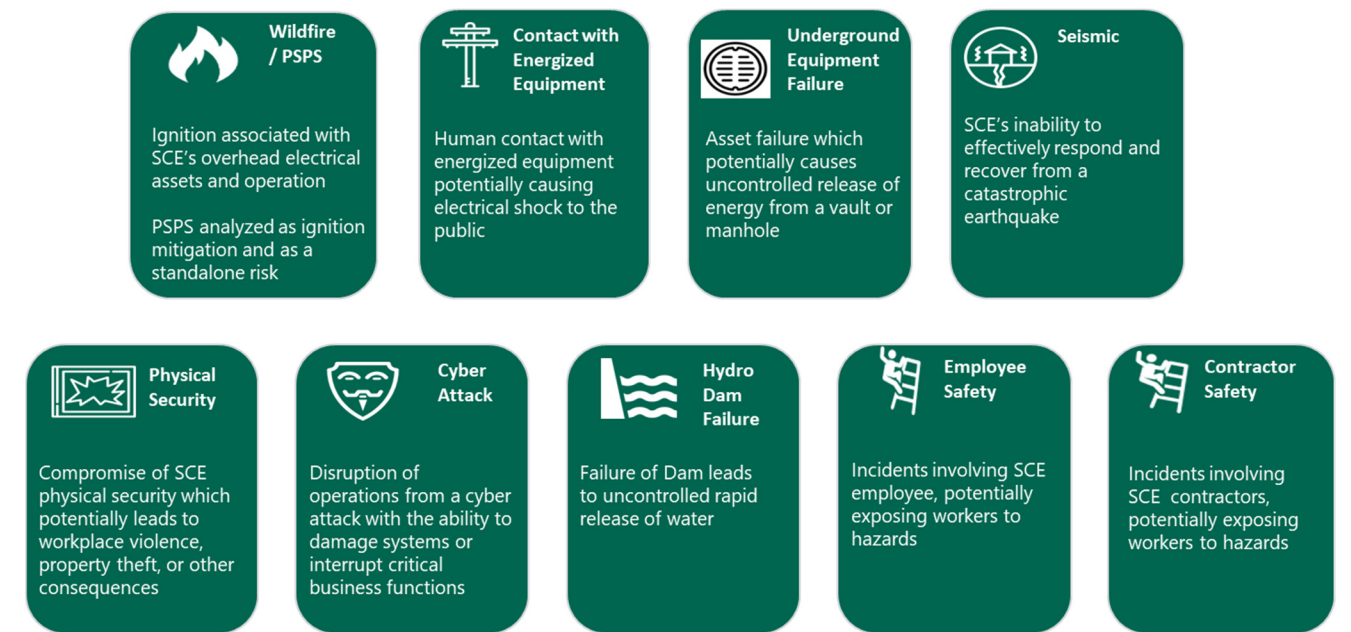 Wildfire
/ PSPS
Ignition associated with
SCE's overhead electrical
assets and operation
PSPS analyzed as ignition
mitigation and as a
standalone risk
Contact with
Energized
Equipment
Human contact with
energized equipment
potentially causing
electrical shock to the
public
Underground
Equipment
Failure
Asset failure which
potentially causes
uncontrolled release of
energy from a vault or
manhole
Seismic
SCE's inability to
effectively respond and
recover from a
catastrophic
earthquake
Physical
Security
Compromise of SCE
physical security which
potentially leads to
workplace violence,
property theft, or other
consequences
Cyber
Attack
Disruption of
operations from a cyber
attack with the ability to
damage systems or
interrupt critical
business functions
Hydro
Dam
Failure
Failure of Dam leads
to uncontrolled rapid
release of water
Employee
Safety
Incidents involving SCE
employee, potentially
exposing workers to
hazards
Contractor
Safety
Incidents involving
SCE contractors,
potentially exposing
workers to hazards